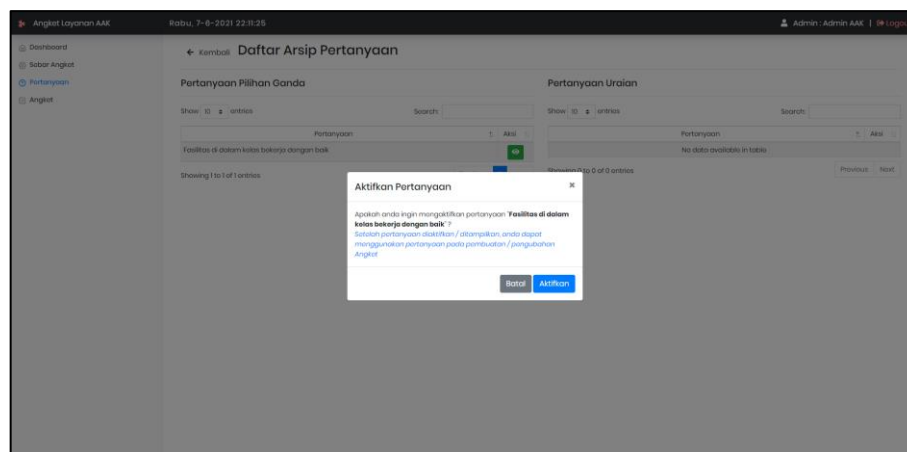 Angket Layanan AAK
Rabu, 7-6-2021 22:11:25
Admin : Admin AAK | Logout
Dashboard
Sebar Angket
Pertanyaan
Angket
Kembali Daftar Arsip Pertanyaan
Pertanyaan Pilihan Ganda
Show 10 entries Search:
Pertanyaan Aksi
Fasilitas di dalam kelas bekerja dengan baik
Showing 1 to 1 of 1 entries
Pertanyaan Uraian
Show 10 entries Search:
Pertanyaan Aksi
No data available in table
Showing 0 to 0 of 0 entries
Previous Next
Aktifkan Pertanyaan
Apakah anda ingin mengaktifkan pertanyaan "Fasilitas di dalam
kelas bekerja dengan baik" ?
Setelah pertanyaan diaktifkan / ditampilkan, anda dapat
menggunakan pertanyaan pada pembuatan / pengubahan
Angket
Batal Aktifkan